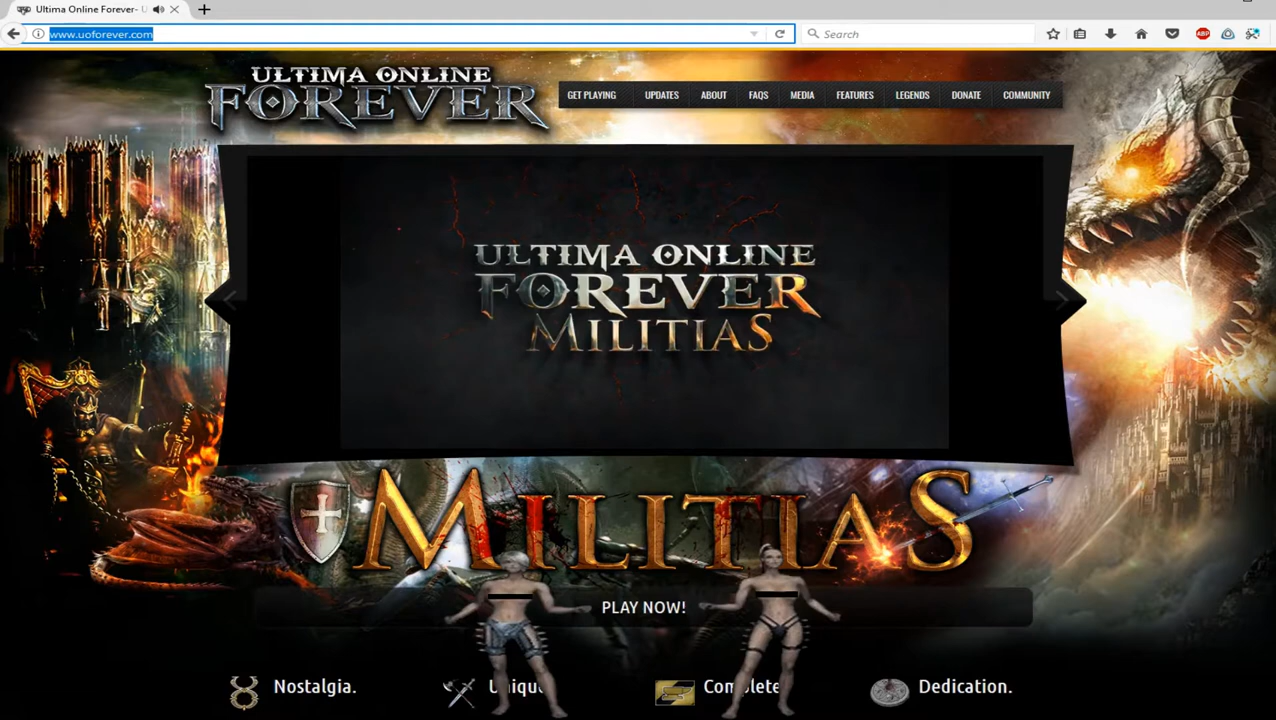 Ultima Online Forever- U
www.uoforever.com
Search
ABP
ULTIMA ONLINE
FOREVER
GET PLAYING
UPDATES
ABOUT
FAQS
MEDIA
FEATURES
LEGENDS
DONATE
COMMUNITY
ULTIMA ONLINE
FOREVER
MILITIAS
MILITIAS
PLAY NOW!
Nostalgia.
Dedication.